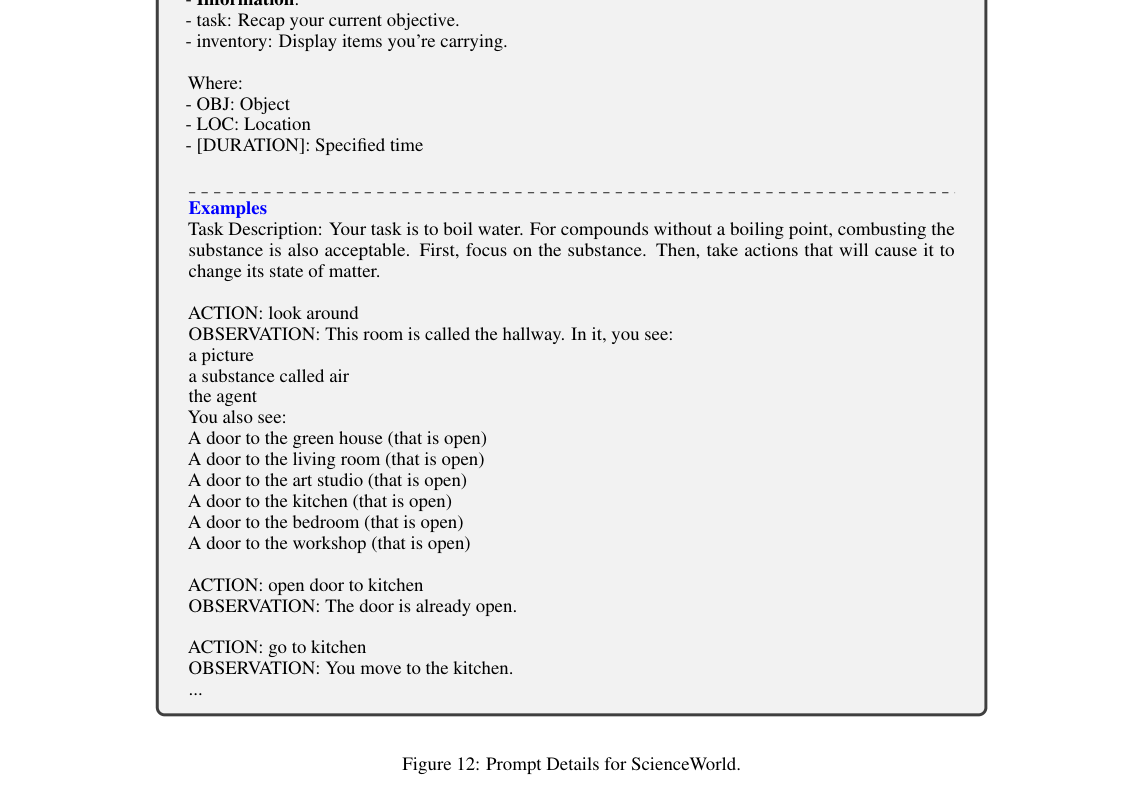 - Information:
- task: Recap your current objective.
- inventory: Display items you're carrying.
Where:
- OBJ: Object
- LOC: Location
- [DURATION]: Specified time
Examples
Task Description: Your task is to boil water. For compounds without a boiling point, combusting the
substance is also acceptable. First, focus on the substance. Then, take actions that will cause it to
change its state of matter.
ACTION: look around
OBSERVATION: This room is called the hallway. In it, you see:
a picture
a substance called air
the agent
You also see:
A door to the green house (that is open)
A door to the living room (that is open)
A door to the art studio (that is open)
A door to the kitchen (that is open)
A door to the bedroom (that is open)
A door to the workshop (that is open)
ACTION: open door to kitchen
OBSERVATION: The door is already open.
ACTION: go to kitchen
OBSERVATION: You move to the kitchen.
...
Figure 12: Prompt Details for ScienceWorld.